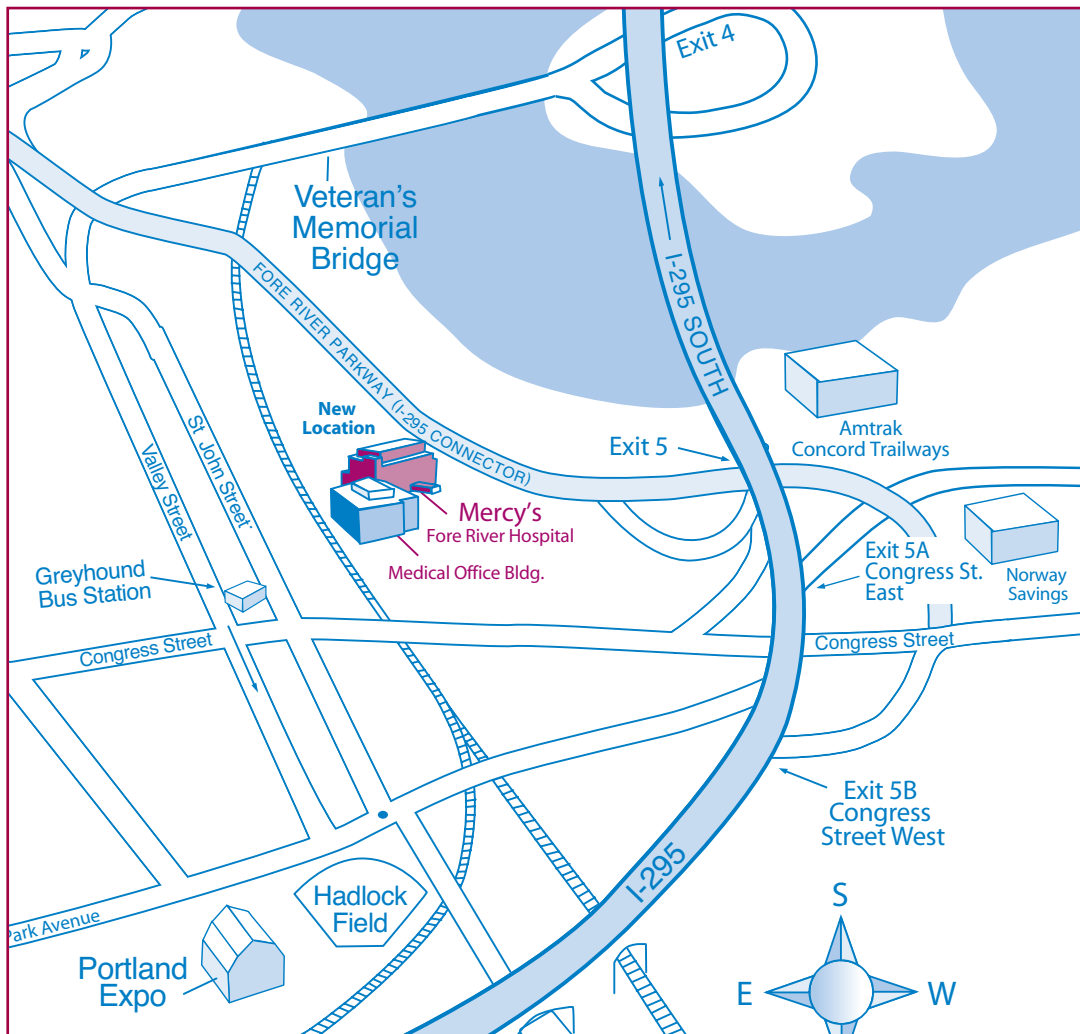 Exit 4
Veteran's
Memorial
Bridge
I-295 SOUTH
FORE RIVER PARKWAY (I-295 CONNECTOR)
New
Location
Amtrak
Concord Trailways
Exit 5
St. John Street
Valley Street
Mercy's
Fore River Hospital
Medical Office Bldg.
Exit 5A
Congress St.
East
Norway
Savings
Greyhound
Bus Station
Congress Street
Congress Street
Exit 5B
Congress
Street West
I-295
Hadlock
Field
Park Avenue
Portland
Expo
S
E
W